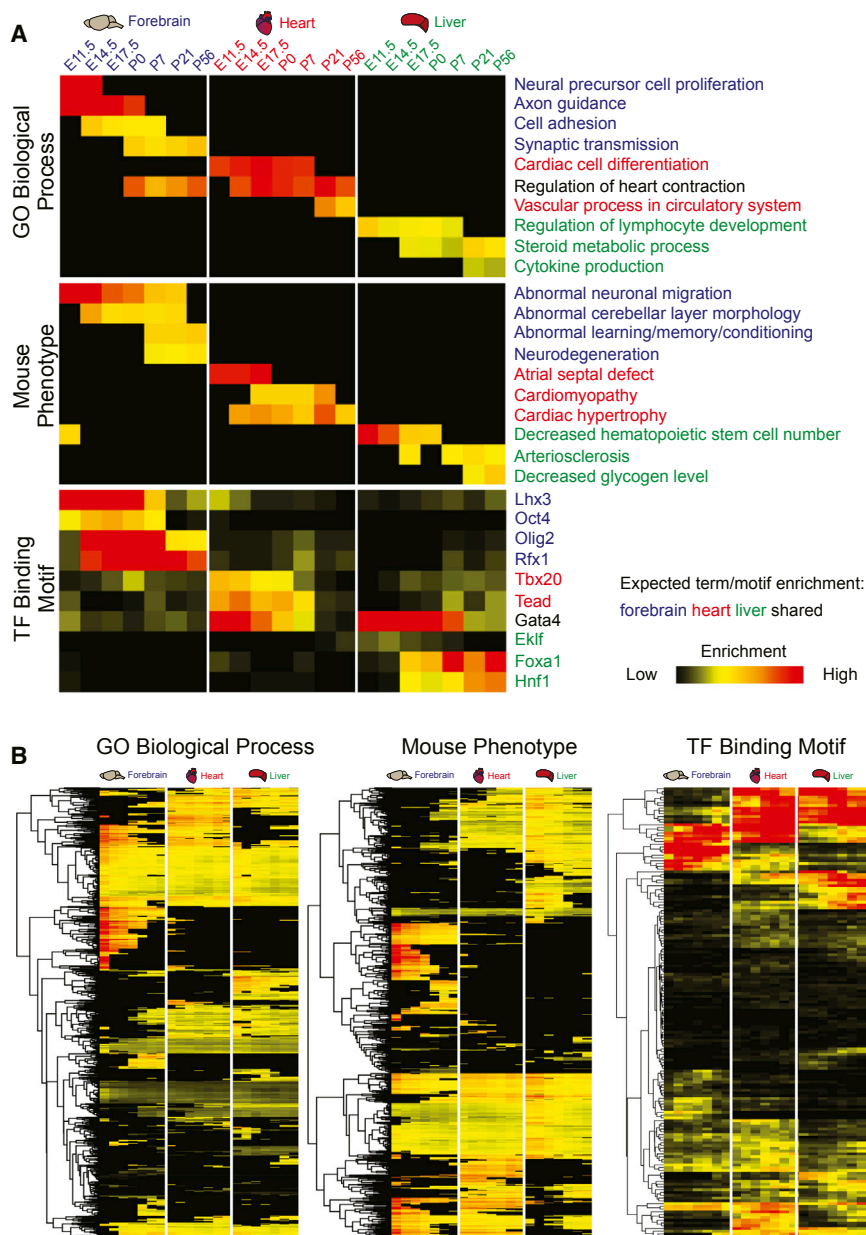 A
Forebrain Heart Liver
E11.5 E14.5 E17.5 P0 P7 P21 P56 E11.5 E14.5 E17.5 P0 P7 P21 P56 E11.5 E14.5 E17.5 P0 P7 P21 P56
GO Biological Process
Neural precursor cell proliferation
Axon guidance
Cell adhesion
Synaptic transmission
Cardiac cell differentiation
Regulation of heart contraction
Vascular process in circulatory system
Regulation of lymphocyte development
Steroid metabolic process
Cytokine production
Mouse Phenotype
Abnormal neuronal migration
Abnormal cerebellar layer morphology
Abnormal learning/memory/conditioning
Neurodegeneration
Atrial septal defect
Cardiomyopathy
Cardiac hypertrophy
Decreased hematopoietic stem cell number
Arteriosclerosis
Decreased glycogen level
TF Binding Motif
Lhx3
Oct4
Olig2
Rfx1
Tbx20
Tead
Gata4
Eklf
Foxa1
Hnf1
Expected term/motif enrichment:
forebrain heart liver shared
Enrichment
Low High
B
GO Biological Process Mouse Phenotype TF Binding Motif
Forebrain Heart Liver Forebrain Heart Liver Forebrain Heart Liver